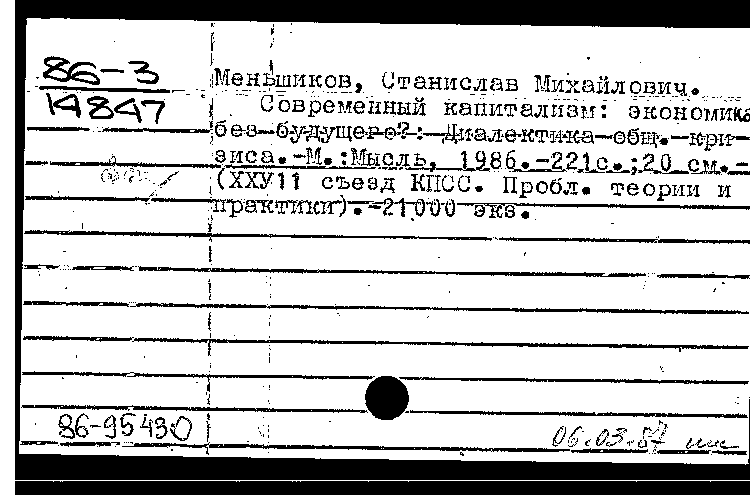 86-3
14847
Меньшиков, Станислав Михайлович.
Современный капитализм: экономика
без будущего?: Диалектика общ. кри-
зиса.-М.:Мысль, 1986.-221с.;20 см.-
(ХХУ11 съезд КПСС. Пробл. теории и
практики).-21000 экз.
86-95430
06.03.87